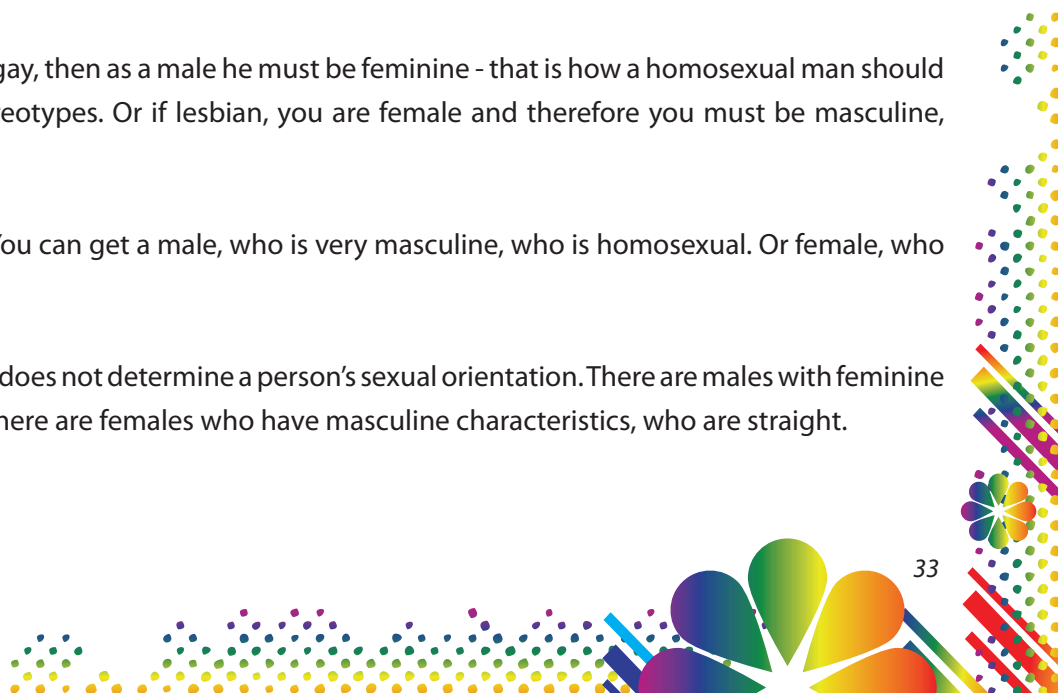 gay, then as a male he must be feminine - that is how a homosexual man should
eotypes. Or if lesbian, you are female and therefore you must be masculine,
You can get a male, who is very masculine, who is homosexual. Or female, who
does not determine a person’s sexual orientation. There are males with feminine
here are females who have masculine characteristics, who are straight.
33